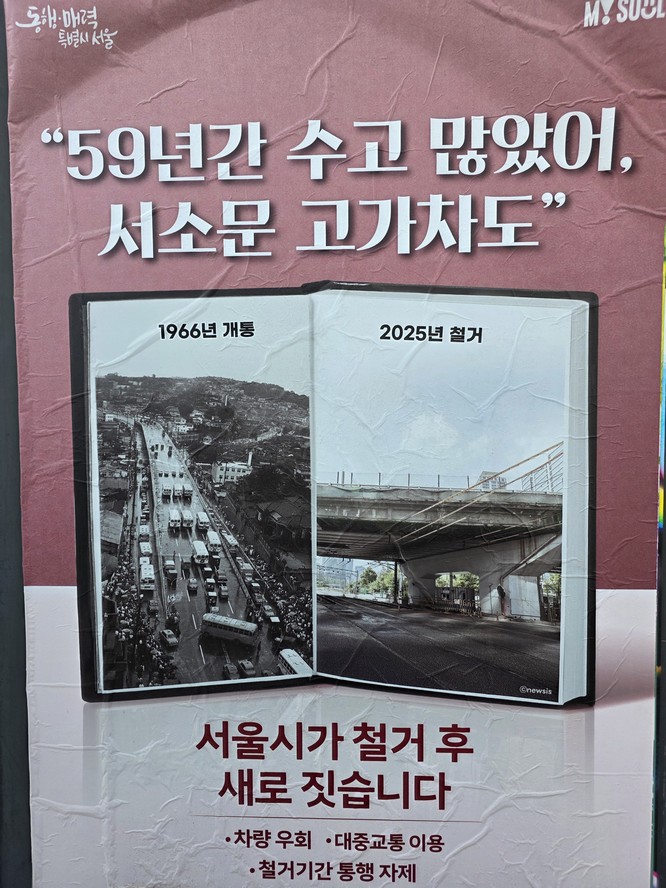 동행·매력
특별시 서울
MY SOUL
“59년간 수고 많았어,
서소문 고가차도”
1966년 개통
2025년 철거
©newsis
서울시가 철거 후
새로 짓습니다
•차량 우회 •대중교통 이용
•철거기간 통행 자제